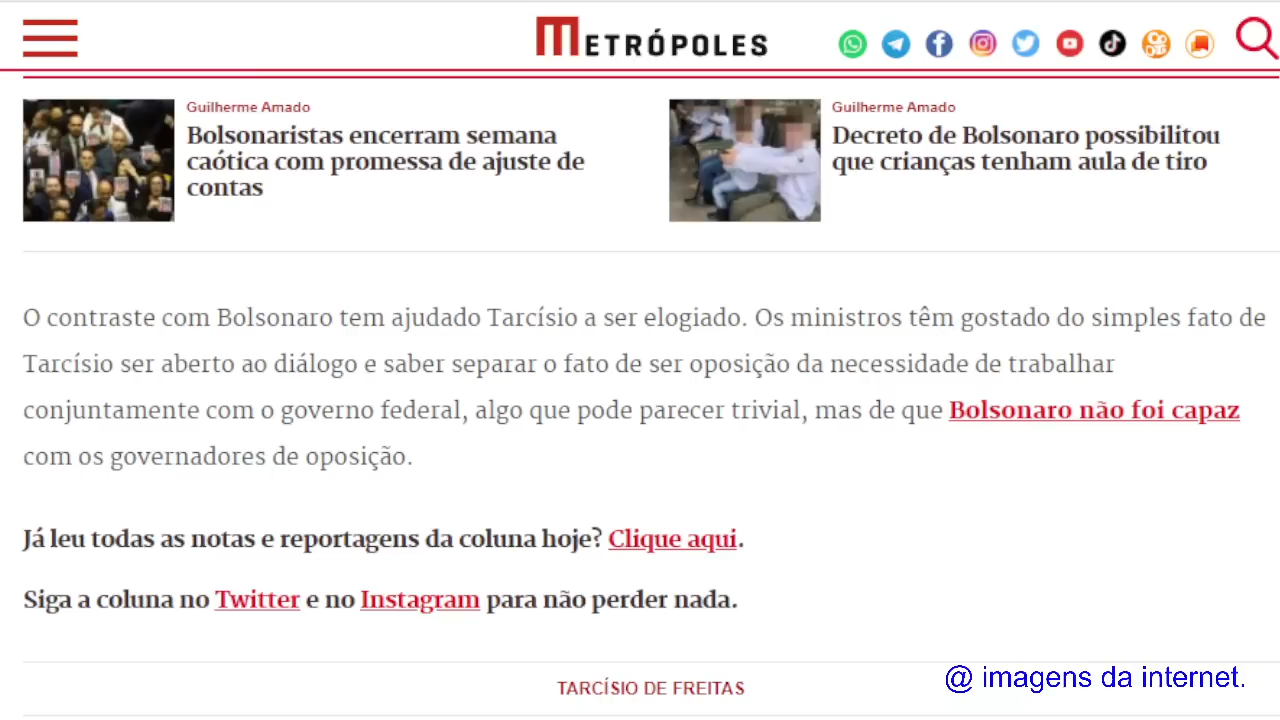 METRÓPOLES
Guilherme Amado
Bolsonaristas encerram semana
caótica com promessa de ajuste de
contas
Guilherme Amado
Decreto de Bolsonaro possibilitou
que crianças tenham aula de tiro
O contraste com Bolsonaro tem ajudado Tarcísio a ser elogiado. Os ministros têm gostado do simples fato de
Tarcísio ser aberto ao diálogo e saber separar o fato de ser oposição da necessidade de trabalhar
conjuntamente com o governo federal, algo que pode parecer trivial, mas de que Bolsonaro não foi capaz
com os governadores de oposição.
Já leu todas as notas e reportagens da coluna hoje? Clique aqui.
Siga a coluna no Twitter e no Instagram para não perder nada.
TARCÍSIO DE FREITAS
@ imagens da internet.